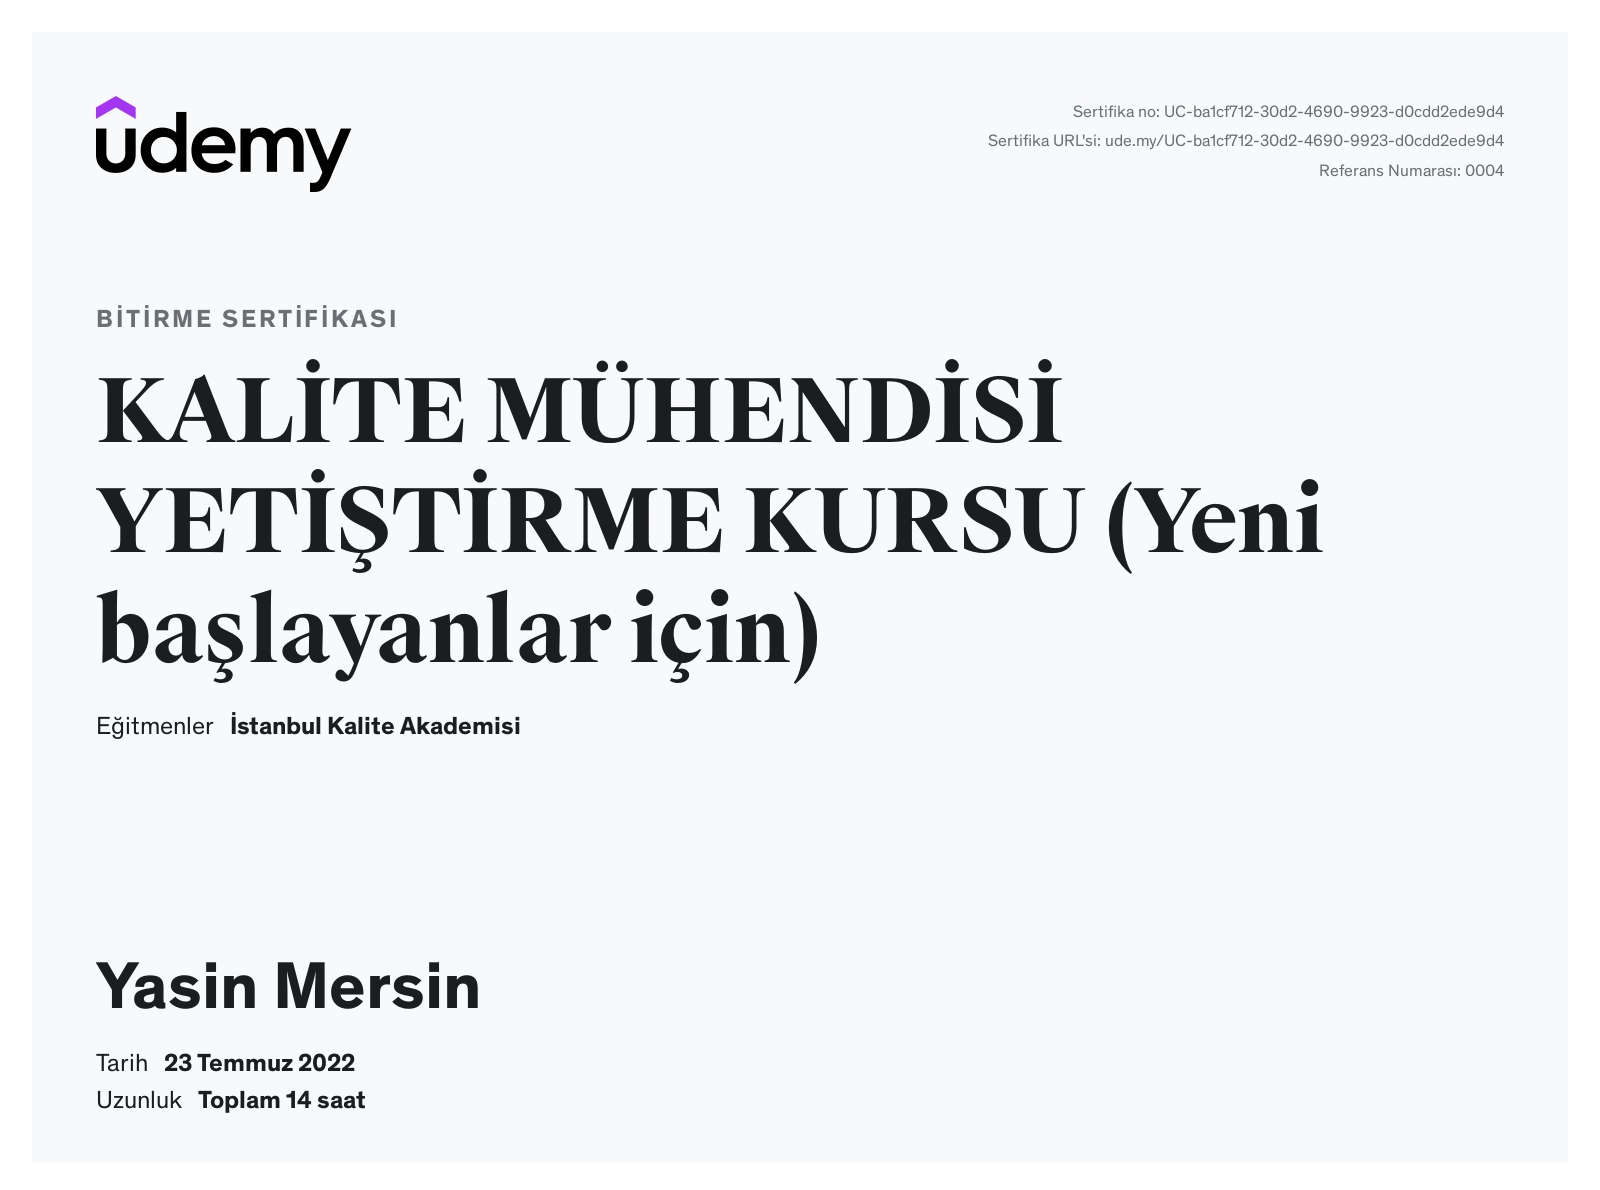 udemy
Sertifika no: UC-ba1cf712-30d2-4690-9923-d0cdd2ede9d4
Sertifika URL'si: ude.my/UC-ba1cf712-30d2-4690-9923-d0cdd2ede9d4
Referans Numarası: 0004
BİTİRME SERTİFİKASI
KALİTE MÜHENDİSİ
YETİŞTİRME KURSU (Yeni
başlayanlar için)
Eğitmenler İstanbul Kalite Akademisi
Yasin Mersin
Tarih 23 Temmuz 2022
Uzunluk Toplam 14 saat